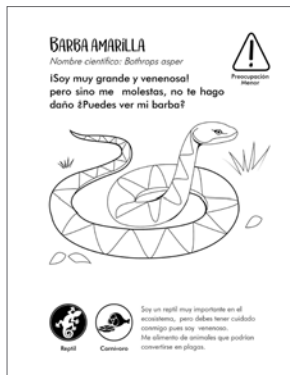 BARBA AMARILLA
Nombre científico: Bothrops asper
¡Soy muy grande y venenosa!
pero sino me molestas, no te hago
daño ¿Puedes ver mi barba?
Preocupación
Menor
Soy un reptil muy importante en el
ecosistema, pero debes tener cuidado
conmigo pues soy venenoso.
Me alimento de animales que podrían
convertirse en plagas.
Reptil
Carnívoro